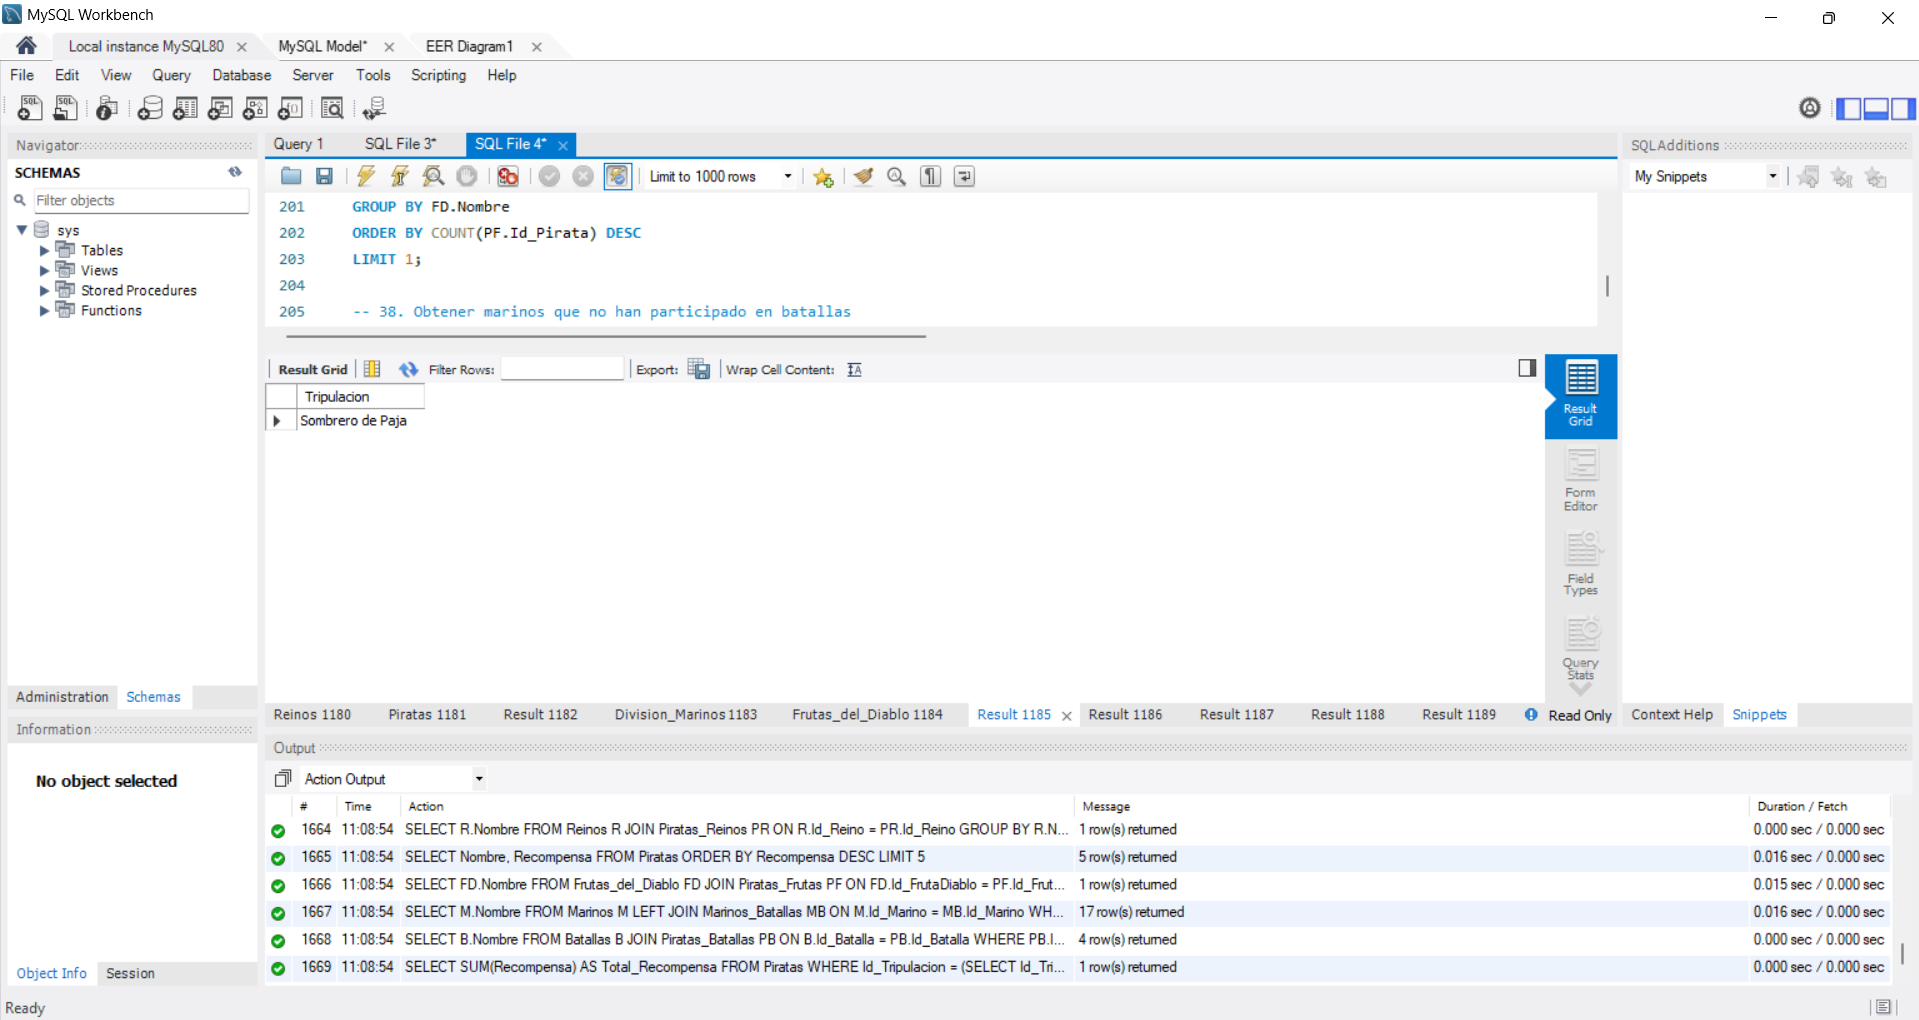 MySQL Workbench
Local instance MySQL80
MySQL Model*
EER Diagram1
File Edit View Query Database Server Tools Scripting Help
Navigator
SCHEMAS
Filter objects
sys
Tables
Views
Stored Procedures
Functions
Administration Schemas
Information
No object selected
Object Info Session
Query 1 SQL File 3* SQL File 4*
Limit to 1000 rows
201 GROUP BY FD.Nombre
202 ORDER BY COUNT(PF.Id_Pirata) DESC
203 LIMIT 1;
204
205 -- 38. Obtener marinos que no han participado en batallas
Result Grid Filter Rows: Export: Wrap Cell Content:
Tripulacion
Sombrero de Paja
Result Grid
Form Editor
Field Types
Query Stats
Reinos 1180 Piratas 1181 Result 1182 Division_Marinos1183 Frutas_del_Diablo 1184 Result 1185 Result 1186 Result 1187 Result 1188 Result 1189 Read Only
SQLAdditions
My Snippets
Context Help Snippets
Output
Action Output
# Time Action Message Duration / Fetch
1664 11:08:54 SELECT R.Nombre FROM Reinos R JOIN Piratas_Reinos PR ON R.Id_Reino = PR.Id_Reino GROUP BY R.N... 1 row(s) returned 0.000 sec / 0.000 sec
1665 11:08:54 SELECT Nombre, Recompensa FROM Piratas ORDER BY Recompensa DESC LIMIT 5 5 row(s) returned 0.016 sec / 0.000 sec
1666 11:08:54 SELECT FD.Nombre FROM Frutas_del_Diablo FD JOIN Piratas_Frutas PF ON FD.Id_FrutaDiablo = PF.Id_Frut... 1 row(s) returned 0.015 sec / 0.000 sec
1667 11:08:54 SELECT M.Nombre FROM Marinos M LEFT JOIN Marinos_Batallas MB ON M.Id_Marino = MB.Id_Marino WH... 17 row(s) returned 0.016 sec / 0.000 sec
1668 11:08:54 SELECT B.Nombre FROM Batallas B JOIN Piratas_Batallas PB ON B.Id_Batalla = PB.Id_Batalla WHERE PB.I... 4 row(s) returned 0.000 sec / 0.000 sec
1669 11:08:54 SELECT SUM(Recompensa) AS Total_Recompensa FROM Piratas WHERE Id_Tripulacion = (SELECT Id_Tri... 1 row(s) returned 0.000 sec / 0.000 sec
Ready